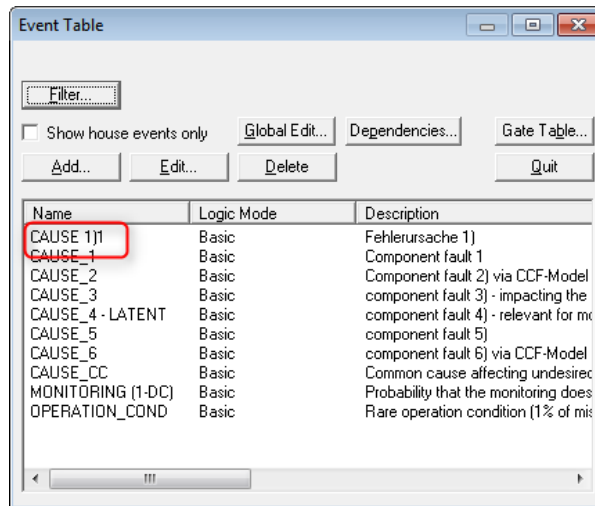 Event Table
Filter...
Show house events only Global Edit... Dependencies... Gate Table...
Add... Edit... Delete Quit
Name Logic Mode Description
CAUSE 1)1 Basic Fehlerursache 1)
CAUSE_1 Basic Component fault 1
CAUSE_2 Basic Component fault 2) via CCF-Model
CAUSE_3 Basic component fault 3) - impacting the
CAUSE_4 - LATENT Basic component fault 4) - relevant for mo
CAUSE_5 Basic component fault 5)
CAUSE_6 Basic component fault 6) via CCF-Model
CAUSE_CC Basic Common cause affecting undesired
MONITORING (1-DC) Basic Probability that the monitoring does
OPERATION_COND Basic Rare operation condition (1% of mis